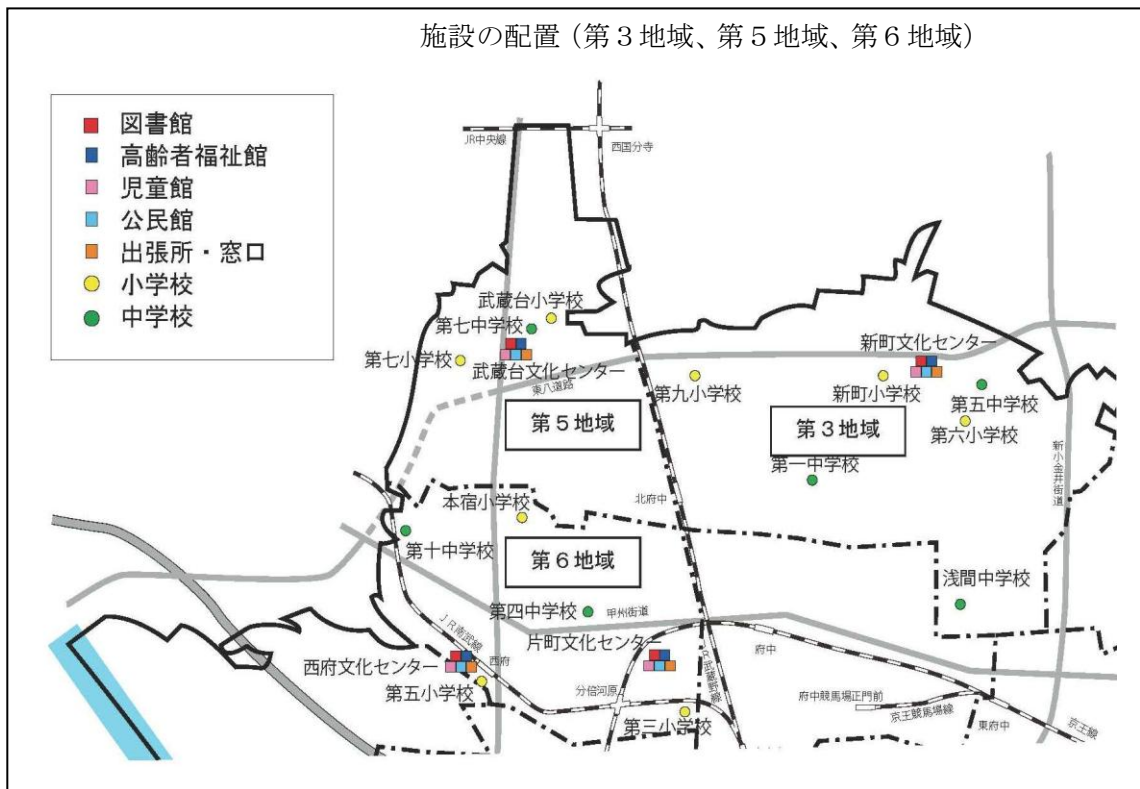 施設の配置（第３地域、第５地域、第６地域）
図書館
高齢者福祉館
児童館
公民館
出張所・窓口
小学校
中学校
JR中央線
西国分寺
武蔵台小学校
第七中学校
第七小学校
武蔵台文化センター
東八道路
新町文化センター
第九小学校
新町小学校
第五中学校
第六小学校
第５地域
第３地域
第一中学校
新小金井街道
北府中
本宿小学校
第十中学校
第６地域
浅間中学校
第四中学校
甲州街道
JR南武線
片町文化センター
西府文化センター
西府
府中
JR武蔵野線
第五小学校
分倍河原
府中競馬場正門前
京王競馬場線
第三小学校
東府中
京王線